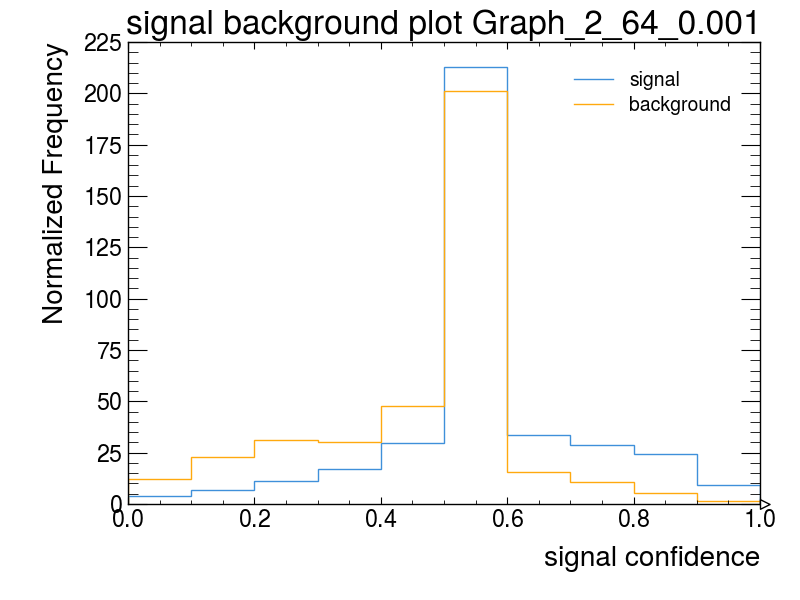 signal background plot Graph_2_64_0.001
Normalized Frequency
225
200
175
150
125
100
75
50
25
0
signal
background
0.0 0.2 0.4 0.6 0.8 1.0
signal confidence